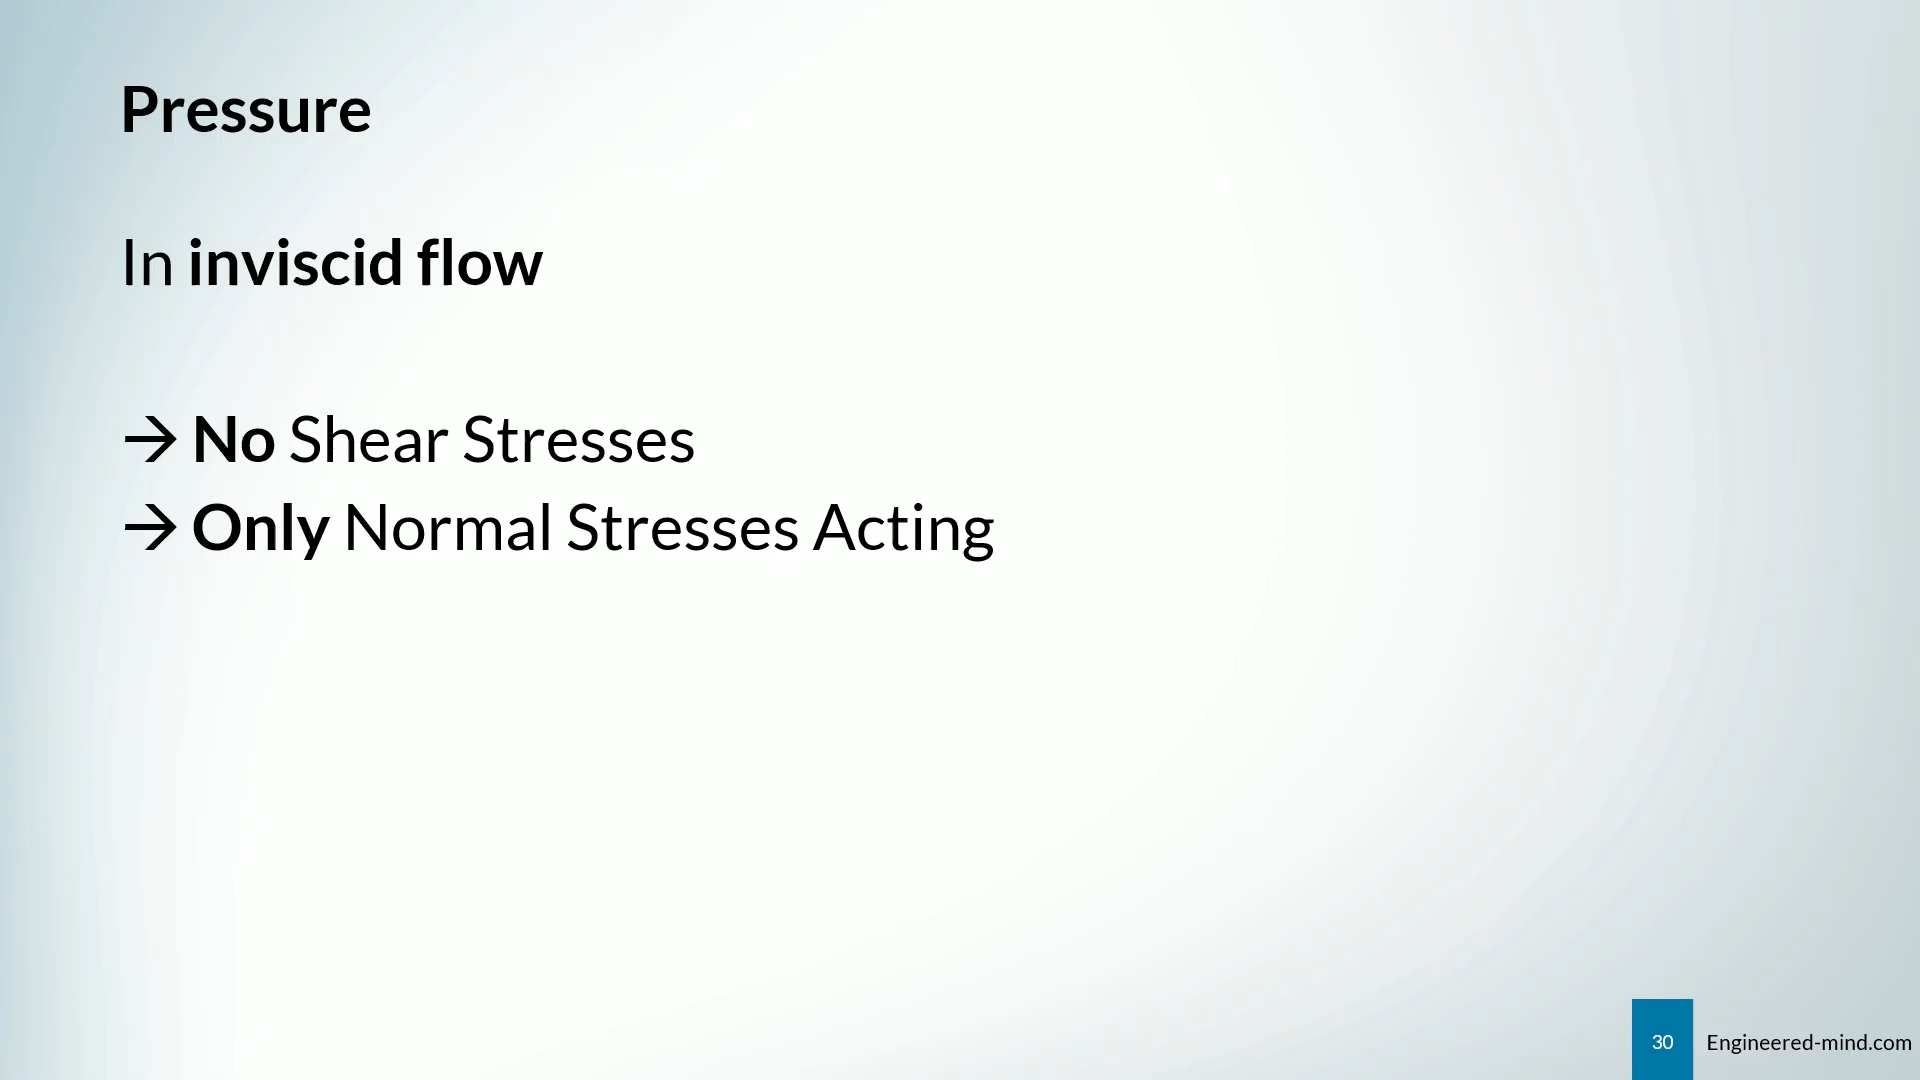 Pressure
In inviscid flow
→ No Shear Stresses
→ Only Normal Stresses Acting
30
Engineered-mind.com